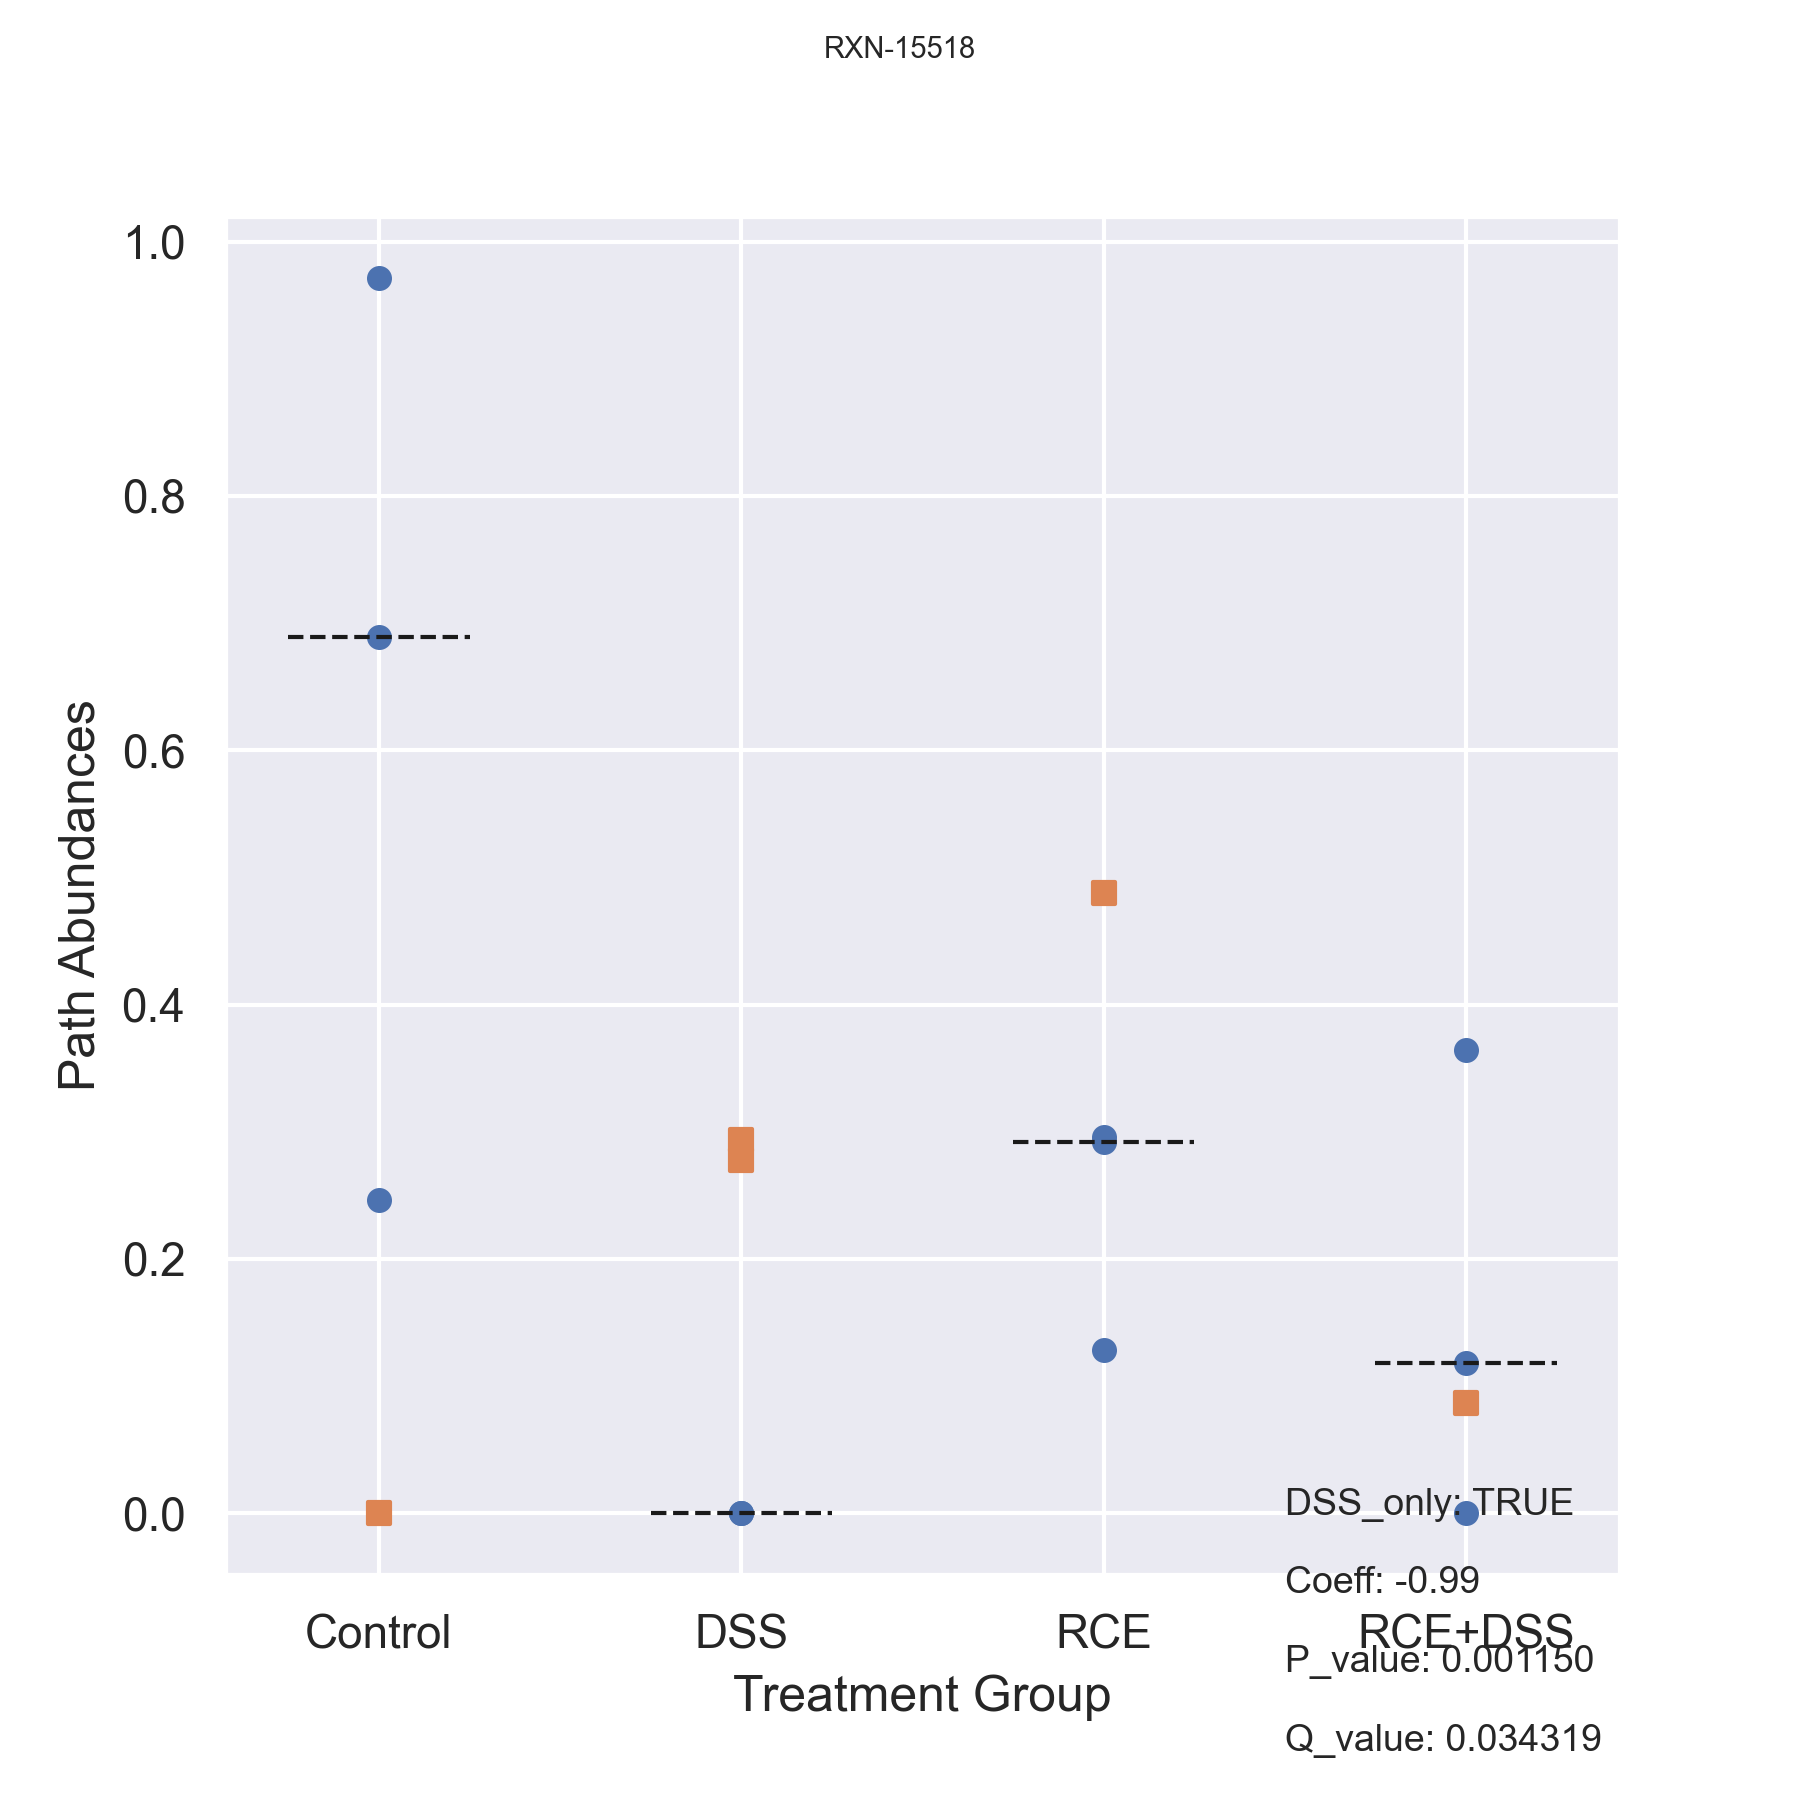 RXN-15518
1.0
0.8
0.6
0.4
0.2
0.0
Path Abundances
Control
DSS
RCE
RCE+DSS
Treatment Group
DSS_only: TRUE
Coeff: -0.99
P_value: 0.001150
Q_value: 0.034319